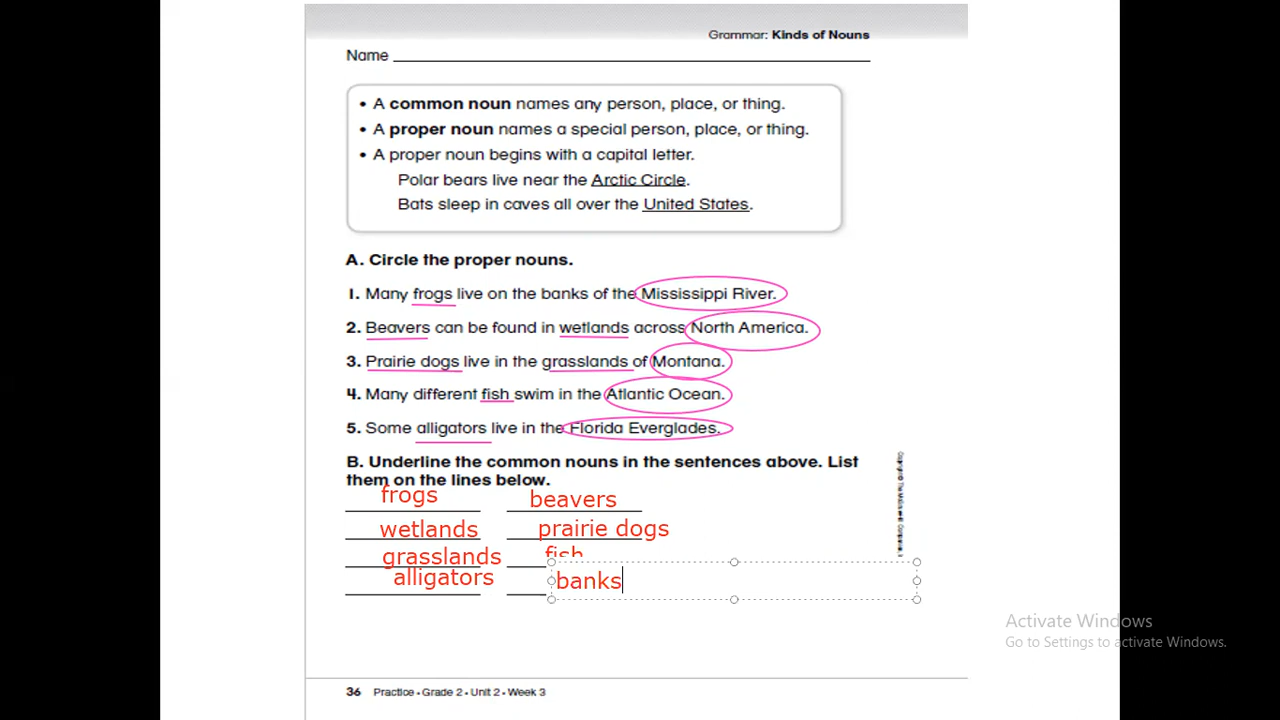 Grammar: Kinds of Nouns
Name
• A common noun names any person, place, or thing.
• A proper noun names a special person, place, or thing.
• A proper noun begins with a capital letter.
Polar bears live near the Arctic Circle.
Bats sleep in caves all over the United States.
A. Circle the proper nouns.
1. Many frogs live on the banks of the Mississippi River.
2. Beavers can be found in wetlands across North America.
3. Prairie dogs live in the grasslands of Montana.
4. Many different fish swim in the Atlantic Ocean.
5. Some alligators live in the Florida Everglades.
B. Underline the common nouns in the sentences above. List
them on the lines below.
frogs beavers
wetlands prairie dogs
grasslands fish
alligators banks
Activate Windows
Go to Settings to activate Windows.
36 Practice • Grade 2 • Unit 2 • Week 3